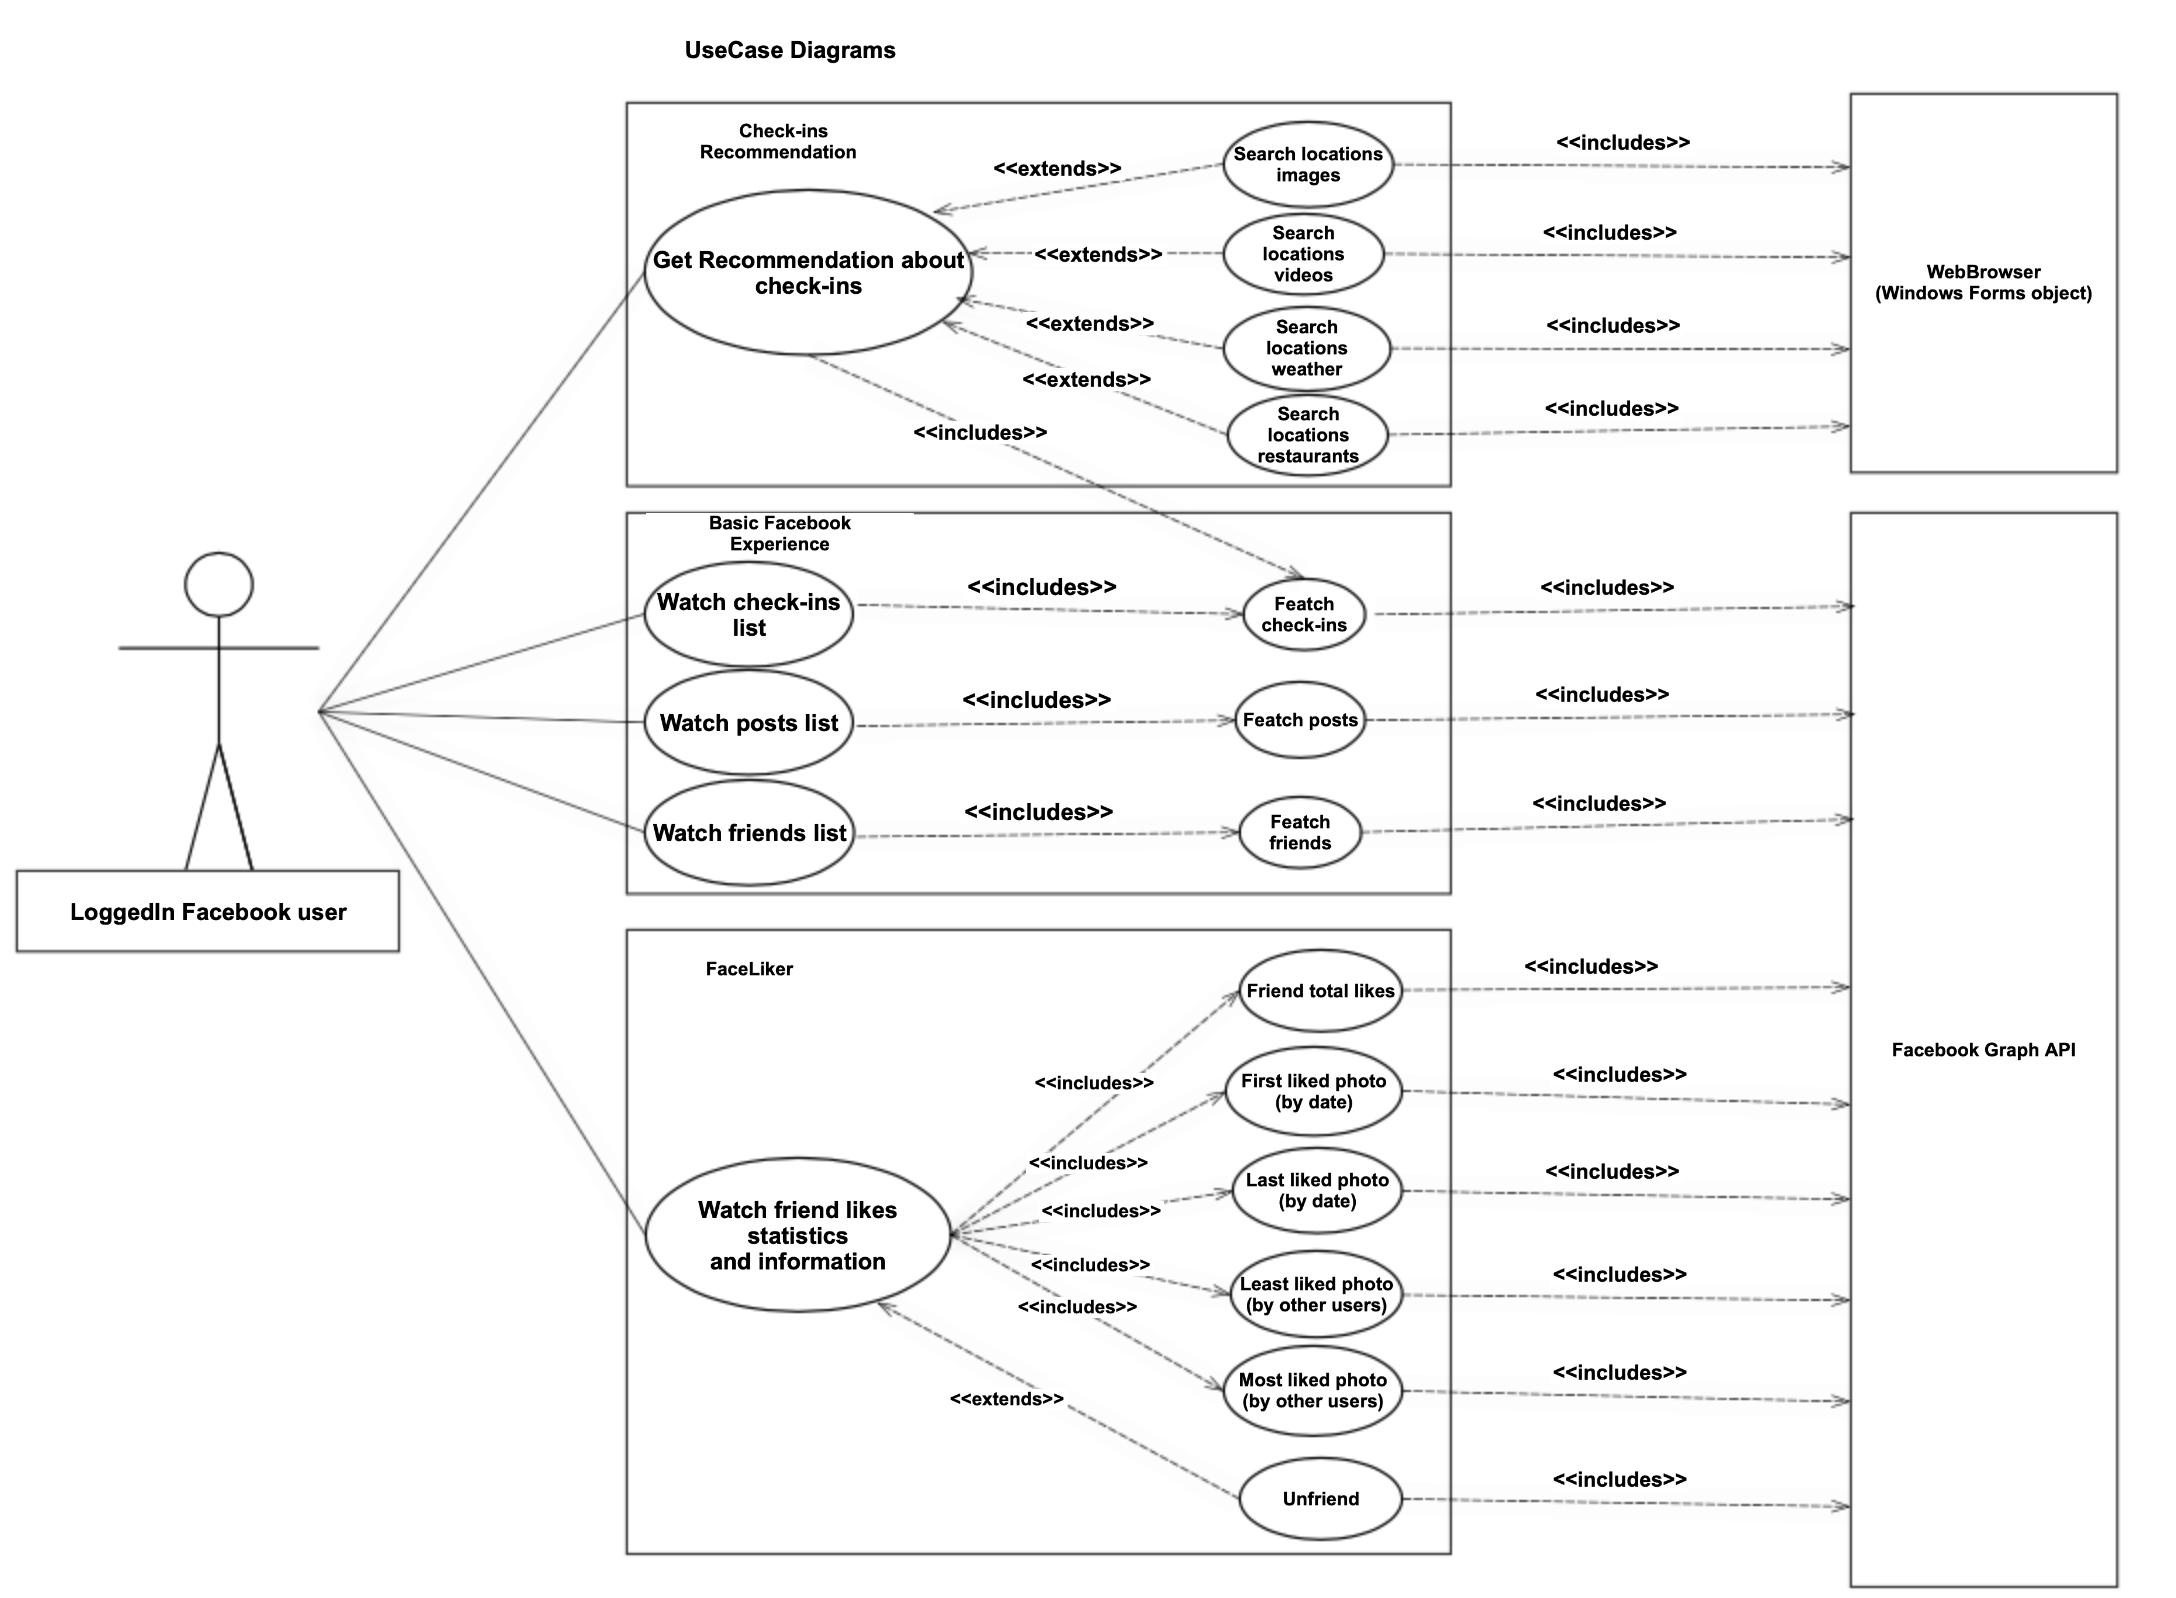 UseCase Diagrams
Check-ins
Recommendation
Get Recommendation about
check-ins
<<extends>>
<<extends>>
<<extends>>
<<extends>>
<<includes>>
Search locations
images
Search
locations
videos
Search
locations
weather
Search
locations
restaurants
<<includes>>
<<includes>>
<<includes>>
<<includes>>
WebBrowser
(Windows Forms object)
Basic Facebook
Experience
Watch check-ins
list
<<includes>>
Featch
check-ins
<<includes>>
Watch posts list
<<includes>>
Featch posts
<<includes>>
Watch friends list
<<includes>>
Featch
friends
<<includes>>
LoggedIn Facebook user
FaceLiker
Watch friend likes
statistics
and information
<<includes>>
<<includes>>
<<includes>>
<<includes>>
<<includes>>
<<extends>>
Friend total likes
First liked photo
(by date)
Last liked photo
(by date)
Least liked photo
(by other users)
Most liked photo
(by other users)
Unfriend
<<includes>>
<<includes>>
<<includes>>
<<includes>>
<<includes>>
<<includes>>
Facebook Graph API